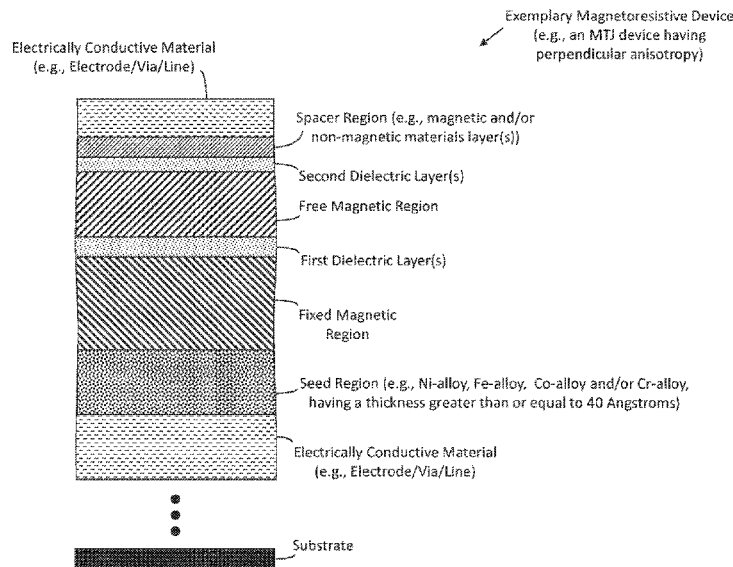 Exemplary Magnetoresistive Device
(e.g., an MTJ device having
perpendicular anisotropy)
Electrically Conductive Material
(e.g., Electrode/Via/Line)
Spacer Region (e.g., magnetic and/or
non-magnetic materials layer(s))
Second Dielectric Layer(s)
Free Magnetic Region
First Dielectric Layer(s)
Fixed Magnetic
Region
Seed Region (e.g., Ni-alloy, Fe-alloy, Co-alloy and/or Cr-alloy,
having a thickness greater than or equal to 40 Angstroms)
Electrically Conductive Material
(e.g., Electrode/Via/Line)
Substrate